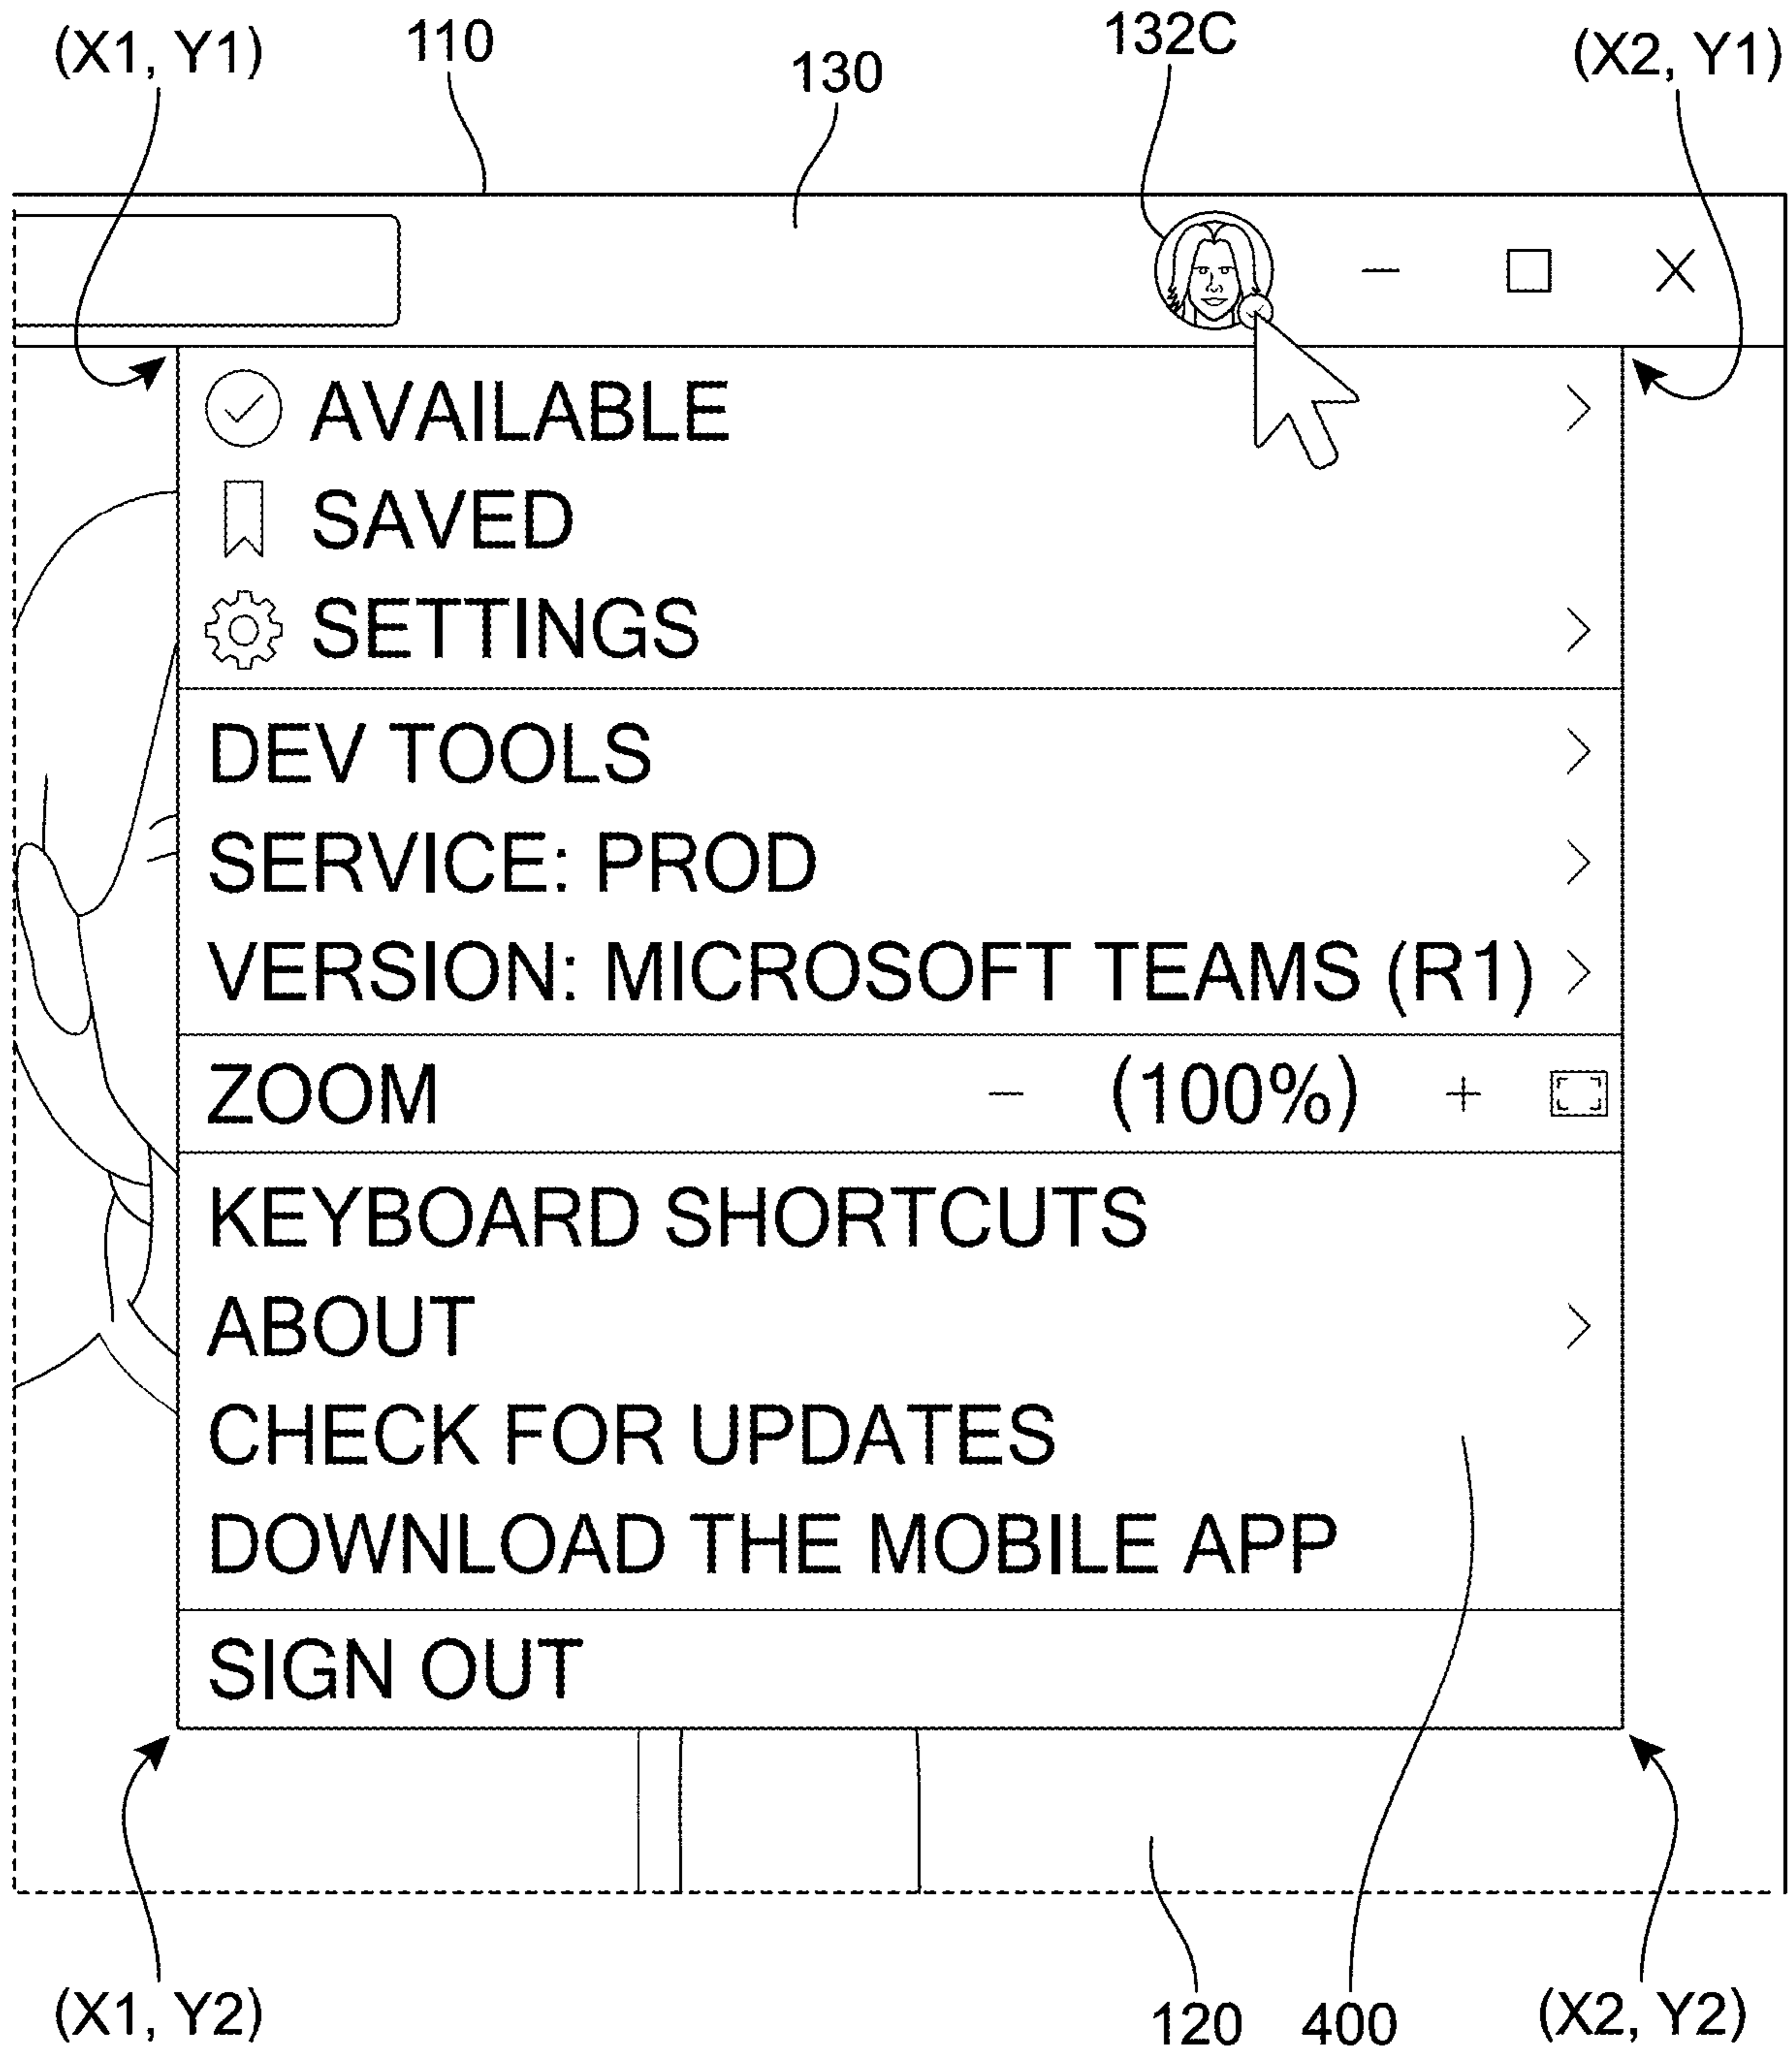 (X1, Y1) 110 130 132C (X2, Y1)
AVAILABLE
SAVED
SETTINGS
DEV TOOLS
SERVICE: PROD
VERSION: MICROSOFT TEAMS (R1)
ZOOM − (100%) +
KEYBOARD SHORTCUTS
ABOUT
CHECK FOR UPDATES
DOWNLOAD THE MOBILE APP
SIGN OUT
(X1, Y2) 120 400 (X2, Y2)